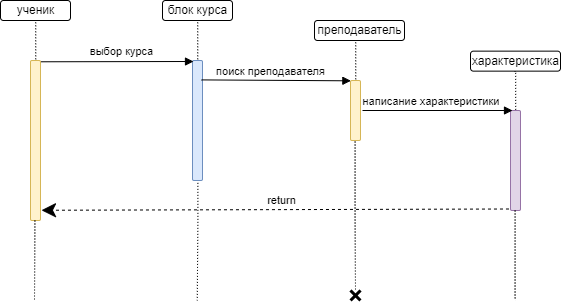 ученик
блок курса
преподаватель
характеристика
выбор курса
поиск преподавателя
написание характеристики
return